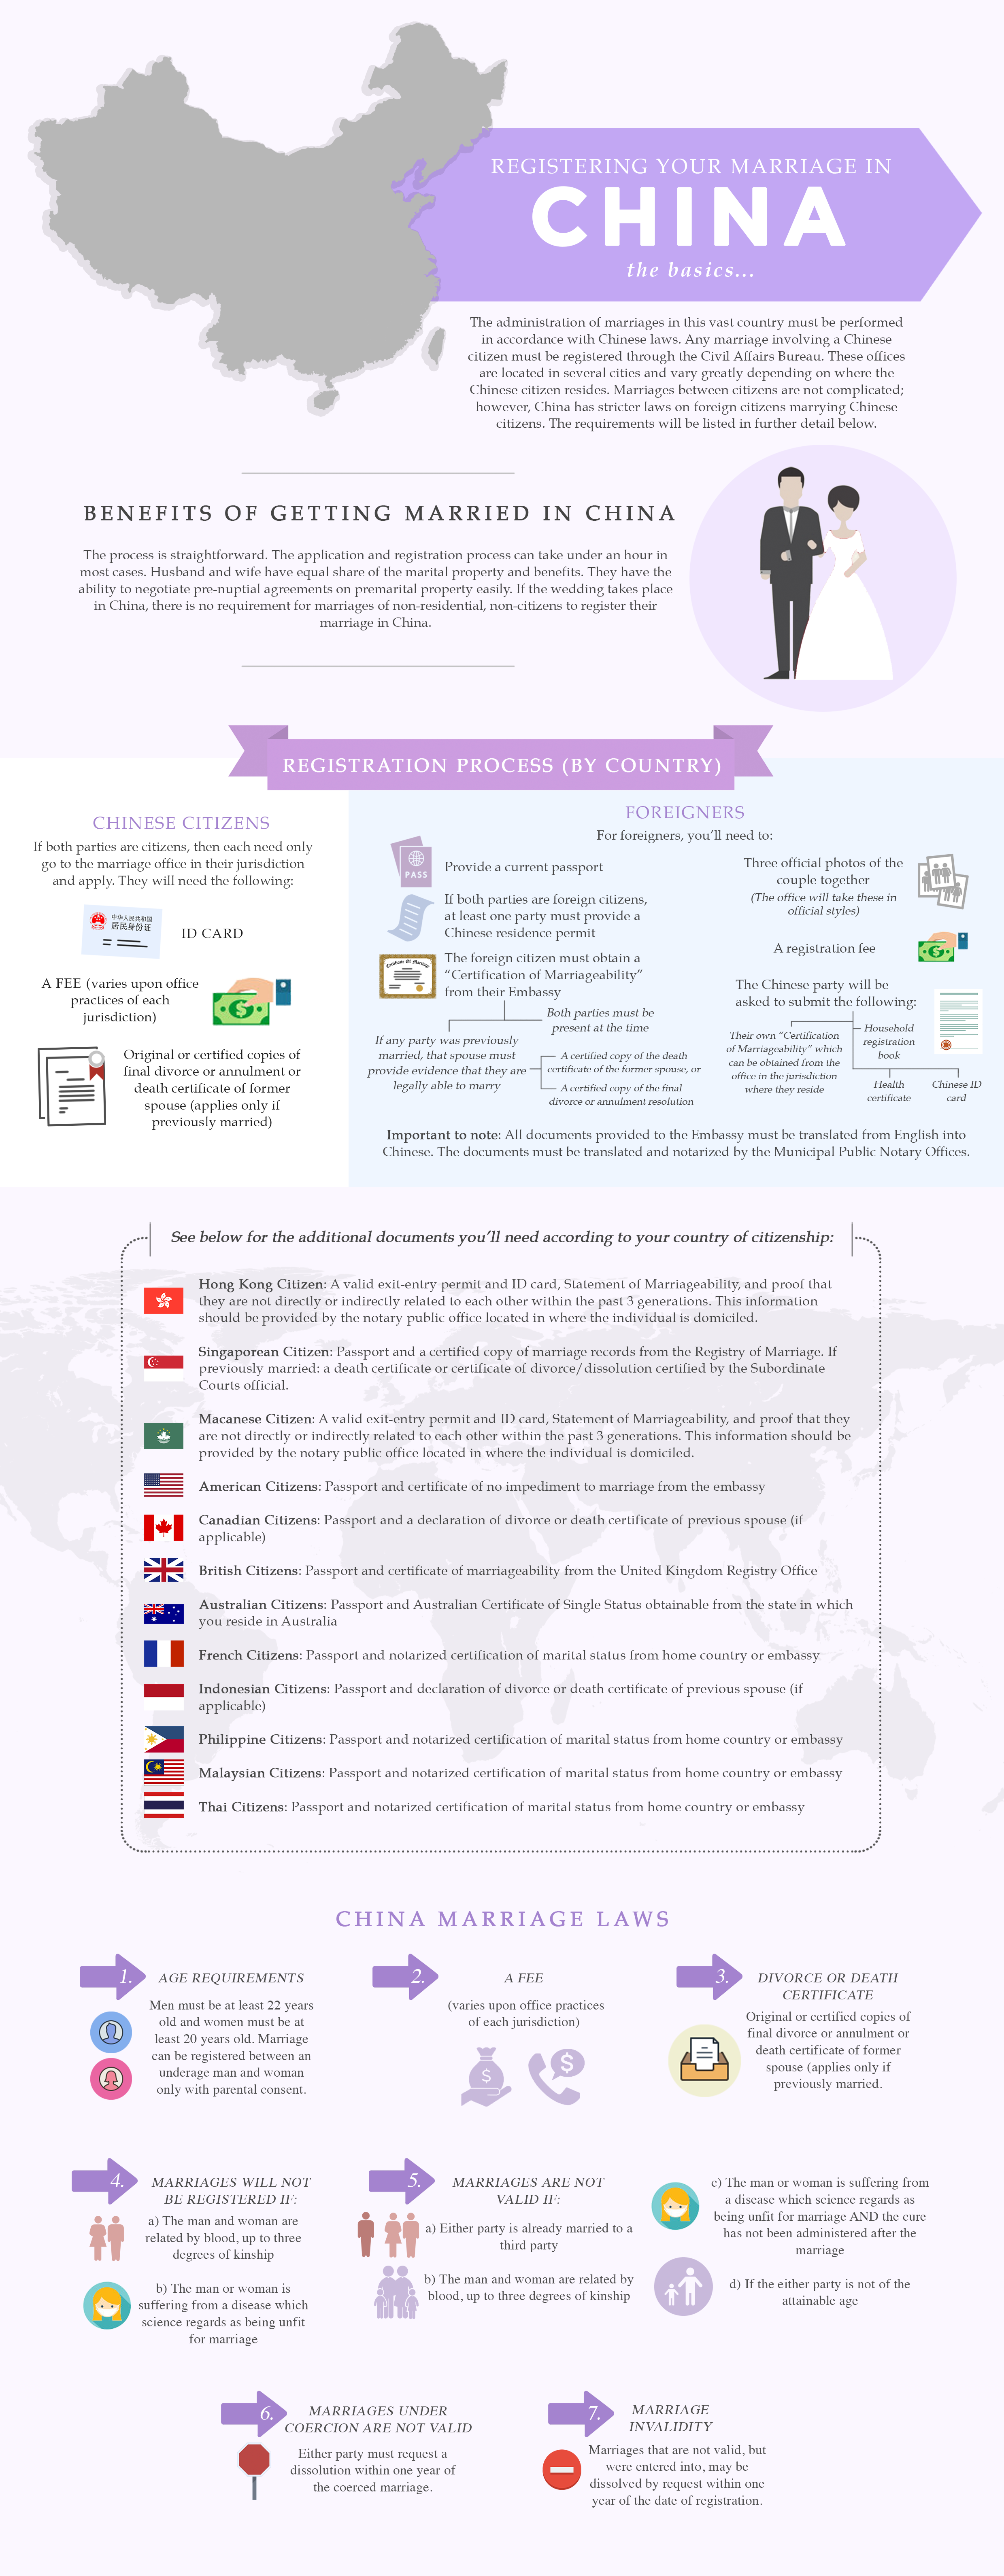 REGISTERING YOUR MARRIAGE IN
CHINA
the basics...
The administration of marriages in this vast country must be performed
in accordance with Chinese laws. Any marriage involving a Chinese
citizen must be registered through the Civil Affairs Bureau. These offices
are located in several cities and vary greatly depending on where the
Chinese citizen resides. Marriages between citizens are not complicated;
however, China has stricter laws on foreign citizens marrying Chinese
citizens. The requirements will be listed in further detail below.
BENEFITS OF GETTING MARRIED IN CHINA
The process is straightforward. The application and registration process can take under an hour in
most cases. Husband and wife have equal share of the marital property and benefits. They have the
ability to negotiate pre-nuptial agreements on premarital property easily. If the wedding takes place
in China, there is no requirement for marriages of non-residential, non-citizens to register their
marriage in China.
REGISTRATION PROCESS (BY COUNTRY)
CHINESE CITIZENS
If both parties are citizens, then each need only
go to the marriage office in their jurisdiction
and apply. They will need the following:
中华人民共和国
居民身份证
ID CARD
A FEE (varies upon office
practices of each
jurisdiction)
Original or certified copies of
final divorce or annulment or
death certificate of former
spouse (applies only if
previously married)
FOREIGNERS
For foreigners, you'll need to:
PASS
Provide a current passport
If both parties are foreign citizens,
at least one party must provide a
Chinese residence permit
Certificate Of Marriage
The foreign citizen must obtain a
“Certification of Marriageability”
from their Embassy
Both parties must be
present at the time
If any party was previously
married, that spouse must
provide evidence that they are
legally able to marry
A certified copy of the death
certificate of the former spouse, or
A certified copy of the final
divorce or annulment resolution
Three official photos of the
couple together
(The office will take these in
official styles)
A registration fee
The Chinese party will be
asked to submit the following:
Their own “Certification
of Marriageability” which
can be obtained from the
office in the jurisdiction
where they reside
Household
registration
book
Health
certificate
Chinese ID
card
Important to note: All documents provided to the Embassy must be translated from English into
Chinese. The documents must be translated and notarized by the Municipal Public Notary Offices.
See below for the additional documents you'll need according to your country of citizenship:
Hong Kong Citizen: A valid exit-entry permit and ID card, Statement of Marriageability, and proof that
they are not directly or indirectly related to each other within the past 3 generations. This information
should be provided by the notary public office located in where the individual is domiciled.
Singaporean Citizen: Passport and a certified copy of marriage records from the Registry of Marriage. If
previously married: a death certificate or certificate of divorce/dissolution certified by the Subordinate
Courts official.
Macanese Citizen: A valid exit-entry permit and ID card, Statement of Marriageability, and proof that they
are not directly or indirectly related to each other within the past 3 generations. This information should be
provided by the notary public office located in where the individual is domiciled.
American Citizens: Passport and certificate of no impediment to marriage from the embassy
Canadian Citizens: Passport and a declaration of divorce or death certificate of previous spouse (if
applicable)
British Citizens: Passport and certificate of marriageability from the United Kingdom Registry Office
Australian Citizens: Passport and Australian Certificate of Single Status obtainable from the state in which
you reside in Australia
French Citizens: Passport and notarized certification of marital status from home country or embassy
Indonesian Citizens: Passport and declaration of divorce or death certificate of previous spouse (if
applicable)
Philippine Citizens: Passport and notarized certification of marital status from home country or embassy
Malaysian Citizens: Passport and notarized certification of marital status from home country or embassy
Thai Citizens: Passport and notarized certification of marital status from home country or embassy
CHINA MARRIAGE LAWS
1.
AGE REQUIREMENTS
Men must be at least 22 years
old and women must be at
least 20 years old. Marriage
can be registered between an
underage man and woman
only with parental consent.
2.
A FEE
(varies upon office practices
of each jurisdiction)
3.
DIVORCE OR DEATH
CERTIFICATE
Original or certified copies of
final divorce or annulment or
death certificate of former
spouse (applies only if
previously married.
4.
MARRIAGES WILL NOT
BE REGISTERED IF:
a) The man and woman are
related by blood, up to three
degrees of kinship
b) The man or woman is
suffering from a disease which
science regards as being unfit
for marriage
5.
MARRIAGES ARE NOT
VALID IF:
a) Either party is already married to a
third party
b) The man and woman are related by
blood, up to three degrees of kinship
c) The man or woman is suffering from
a disease which science regards as
being unfit for marriage AND the cure
has not been administered after the
marriage
d) If the either party is not of the
attainable age
6.
MARRIAGES UNDER
COERCION ARE NOT VALID
Either party must request a
dissolution within one year of
the coerced marriage.
7.
MARRIAGE
INVALIDITY
Marriages that are not valid, but
were entered into, may be
dissolved by request within one
year of the date of registration.